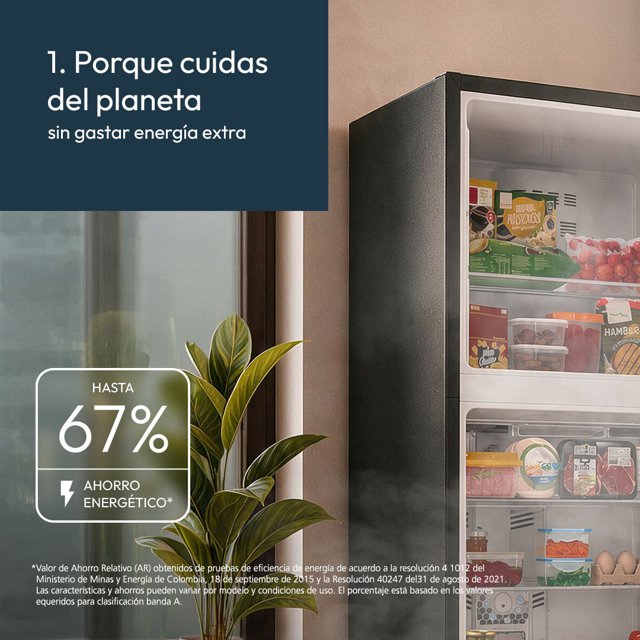 1. Porque cuidas
del planeta
sin gastar energía extra
HASTA
67%
AHORRO
ENERGÉTICO*
HAMBU
*Valor de Ahorro Relativo (AR) obtenidos de pruebas de eficiencia de energía de acuerdo a la resolución 4 1012 del
Ministerio de Minas y Energía de Colombia, 18 de septiembre de 2015 y la Resolución 40247 del31 de agosto de 2021.
Las características y ahorros pueden variar por modelo y condiciones de uso. El porcentaje está basado en los valores
equeridos para clasificación banda A.